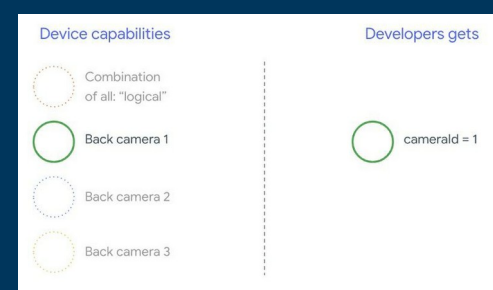 Device capabilities
Developers gets
Combination
of all: “logical”
Back camera 1
cameraId = 1
Back camera 2
Back camera 3